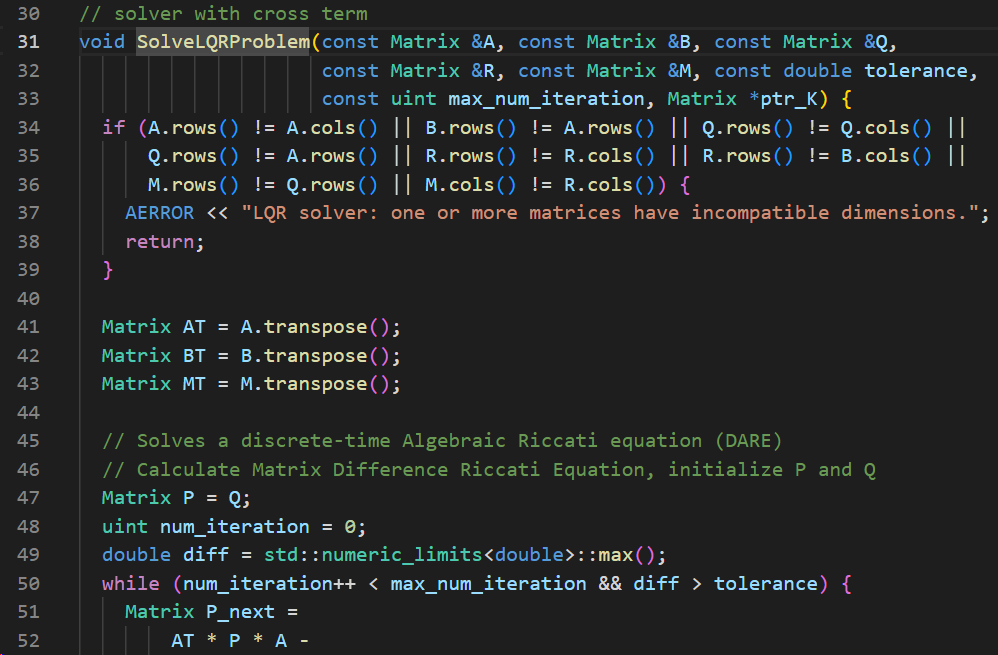 30 // solver with cross term
31 void SolveLQRProblem(const Matrix &A, const Matrix &B, const Matrix &Q,
32 const Matrix &R, const Matrix &M, const double tolerance,
33 const uint max_num_iteration, Matrix *ptr_K) {
34 if (A.rows() != A.cols() || B.rows() != A.rows() || Q.rows() != Q.cols() ||
35 Q.rows() != A.rows() || R.rows() != R.cols() || R.rows() != B.cols() ||
36 M.rows() != Q.rows() || M.cols() != R.cols()) {
37 AERROR << "LQR solver: one or more matrices have incompatible dimensions.";
38 return;
39 }
40
41 Matrix AT = A.transpose();
42 Matrix BT = B.transpose();
43 Matrix MT = M.transpose();
44
45 // Solves a discrete-time Algebraic Riccati equation (DARE)
46 // Calculate Matrix Difference Riccati Equation, initialize P and Q
47 Matrix P = Q;
48 uint num_iteration = 0;
49 double diff = std::numeric_limits<double>::max();
50 while (num_iteration++ < max_num_iteration && diff > tolerance) {
51 Matrix P_next =
52 AT * P * A -